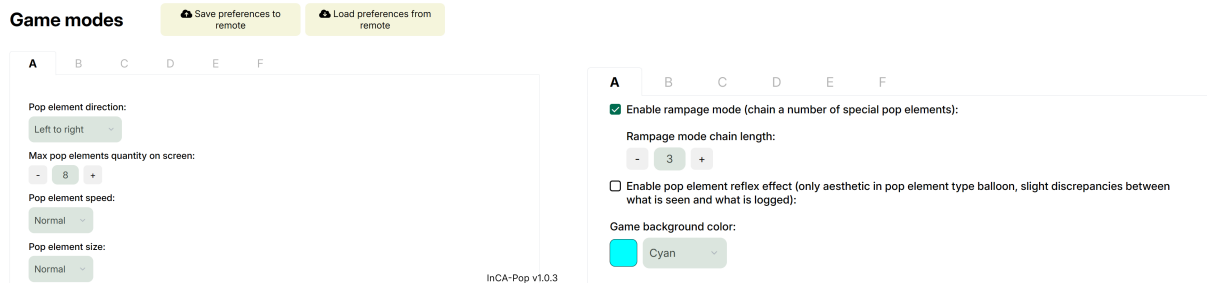 Game modes
Save preferences to
remote
Load preferences from
remote
A B C D E F
Pop element direction:
Left to right
Max pop elements quantity on screen:
- 8 +
Pop element speed:
Normal
Pop element size:
Normal
InCA-Pop v1.0.3
A B C D E F
Enable rampage mode (chain a number of special pop elements):
Rampage mode chain length:
- 3 +
Enable pop element reflex effect (only aesthetic in pop element type balloon, slight discrepancies between
what is seen and what is logged):
Game background color:
Cyan